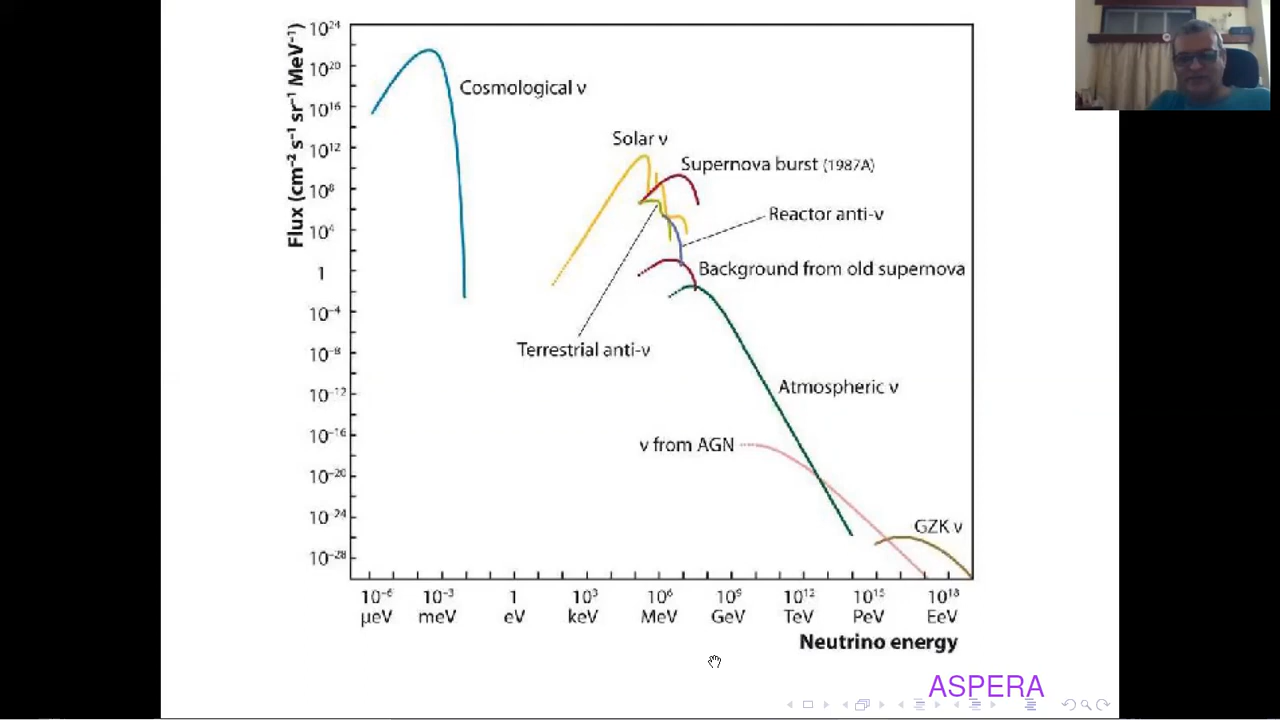 Flux (cm⁻² s⁻¹ sr⁻¹ MeV⁻¹)
10²⁴
10²⁰
10¹⁶
10¹²
10⁸
10⁴
1
10⁻⁴
10⁻⁸
10⁻¹²
10⁻¹⁶
10⁻²⁰
10⁻²⁴
10⁻²⁸
Cosmological ν
Solar ν
Supernova burst (1987A)
Reactor anti-ν
Background from old supernova
Terrestrial anti-ν
Atmospheric ν
ν from AGN
GZK ν
10⁻⁶ 10⁻³ 1 10³ 10⁶ 10⁹ 10¹² 10¹⁵ 10¹⁸
μeV meV eV keV MeV GeV TeV PeV EeV
Neutrino energy
ASPERA